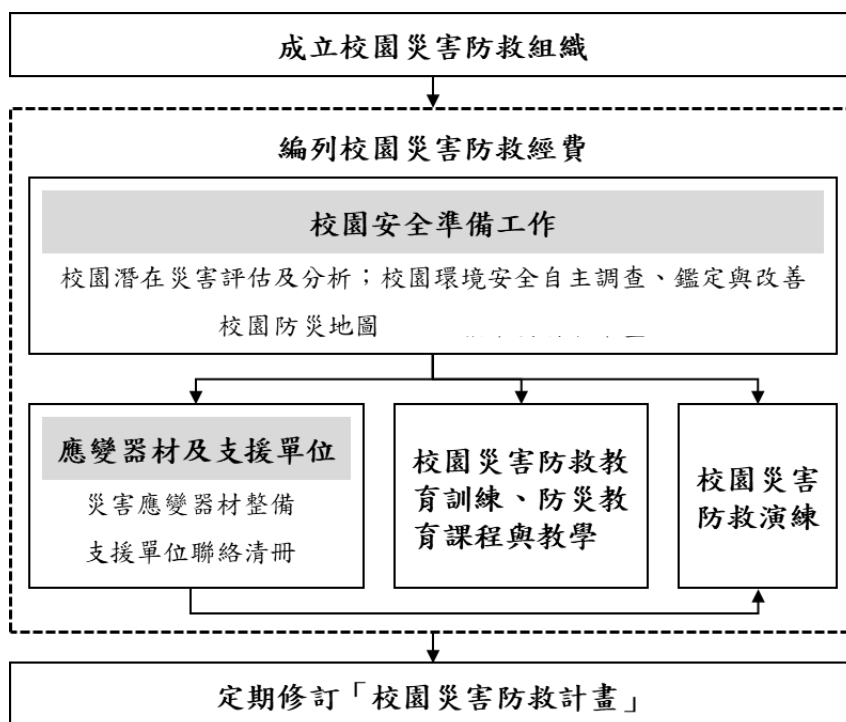 成立校園災害防救組織
編列校園災害防救經費
校園安全準備工作
校園潛在災害評估及分析；校園環境安全自主調查、鑑定與改善
校園防災地圖
應變器材及支援單位
災害應變器材整備
支援單位聯絡清冊
校園災害防救教
育訓練、防災教
育課程與教學
校園災害
防救演練
定期修訂「校園災害防救計畫」